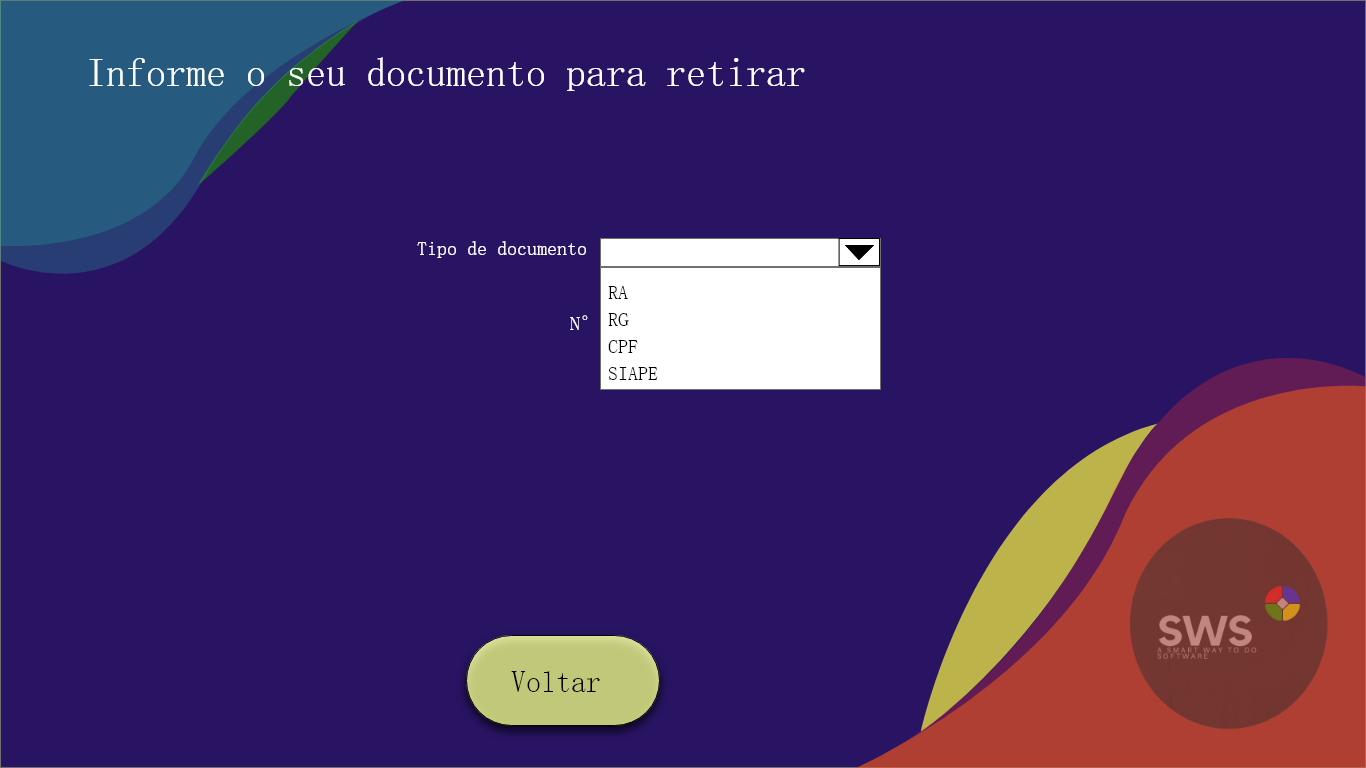 Informe o seu documento para retirar
Tipo de documento
N°
RA
RG
CPF
SIAPE
Voltar
SWS
A SMART WAY TO DO
SOFTWARE